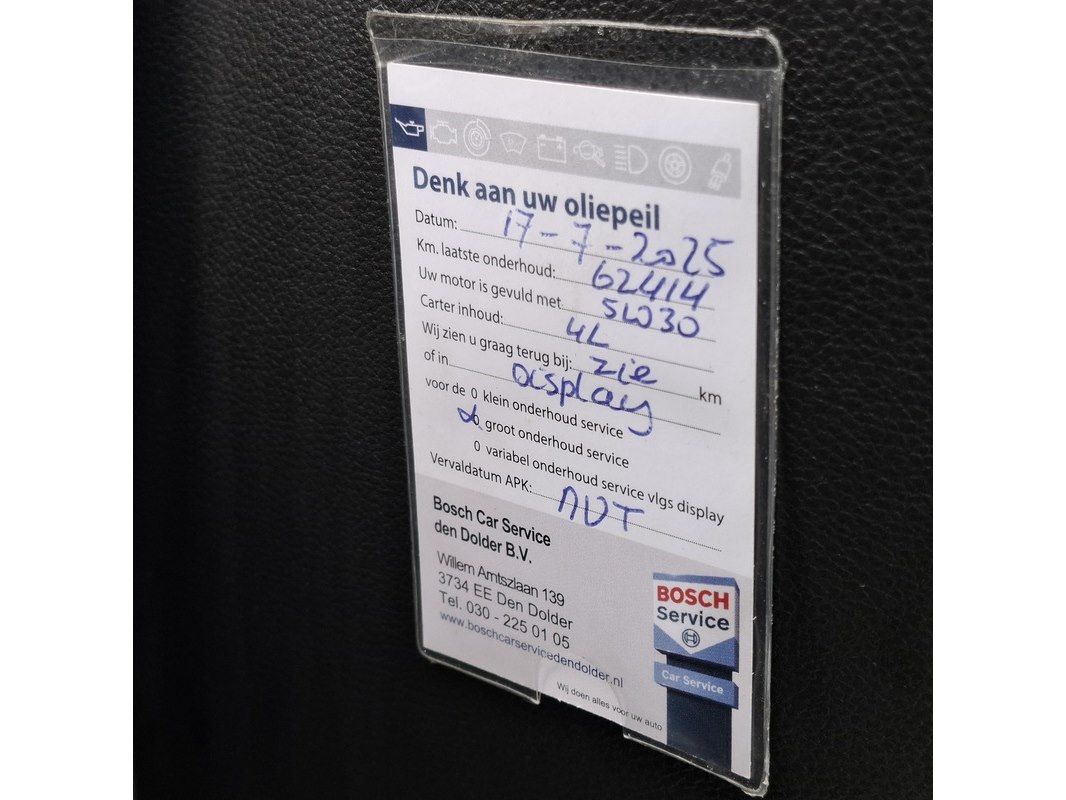 Denk aan uw oliepeil
Datum: 17-7-2025
Km. laatste onderhoud: 62414
Uw motor is gevuld met 5W30
Carter inhoud: 4L
Wij zien u graag terug bij: zie km
of in Display
voor de 0 klein onderhoud service
0 groot onderhoud service
0 variabel onderhoud service vlgs display
Vervaldatum APK:
Bosch Car Service
den Dolder B.V.
Willem Arntszlaan 139
3734 EE Den Dolder
Tel. 030 - 225 01 05
www.boschcarservicedendolder.nl
Wij doen alles voor uw auto
BOSCH
Service
Car Service